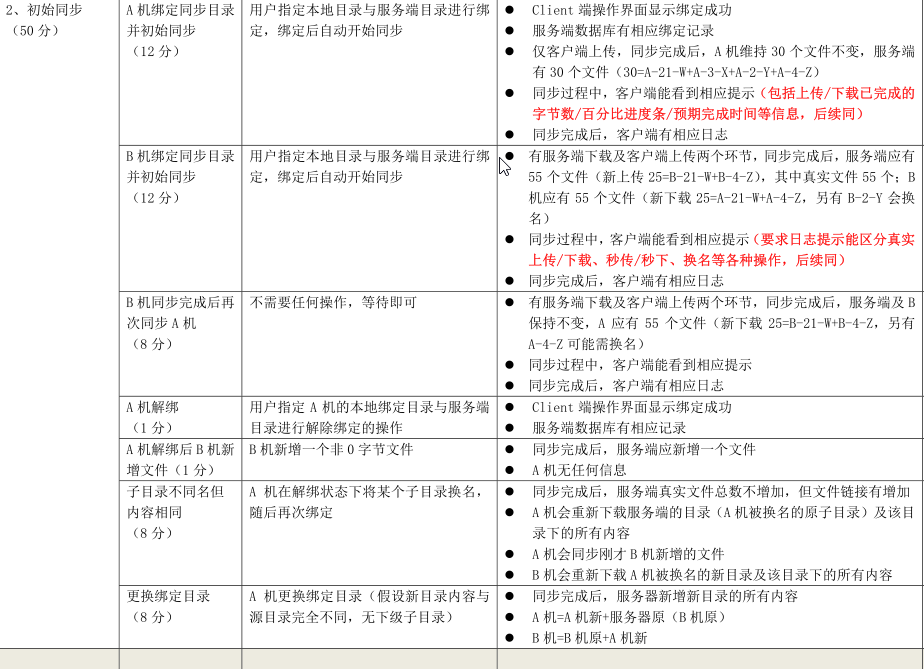 2、初始同步
（50 分）
A 机绑定同步目录
并初始同步
（12 分）
用户指定本地目录与服务端目录进行绑
定，绑定后自动开始同步
● Client 端操作界面显示绑定成功
● 服务端数据库有相应绑定记录
● 仅客户端上传，同步完成后，A 机维持 30 个文件不变，服务端
有 30 个文件（30=A-21-W+A-3-X+A-2-Y+A-4-Z）
● 同步过程中，客户端能看到相应提示（包括上传/下载已完成的
字节数/百分比进度条/预期完成时间等信息，后续同）
● 同步完成后，客户端有相应日志
B 机绑定同步目录
并初始同步
（12 分）
用户指定本地目录与服务端目录进行绑
定，绑定后自动开始同步
● 有服务端下载及客户端上传两个环节，同步完成后，服务端应有
55 个文件（新上传 25=B-21-W+B-4-Z），其中真实文件 55 个；B
机应有 55 个文件（新下载 25=A-21-W+A-4-Z，另有 B-2-Y 会换
名）
● 同步过程中，客户端能看到相应提示（要求日志提示能区分真实
上传/下载、秒传/秒下、换名等各种操作，后续同）
● 同步完成后，客户端有相应日志
B 机同步完成后再
次同步 A 机
（8 分）
不需要任何操作，等待即可
● 有服务端下载及客户端上传两个环节，同步完成后，服务端及 B
保持不变，A 应有 55 个文件（新下载 25=B-21-W+B-4-Z，另有
A-4-Z 可能需换名）
● 同步过程中，客户端能看到相应提示
● 同步完成后，客户端有相应日志
A 机解绑
（1 分）
用户指定 A 机的本地绑定目录与服务端
目录进行解除绑定的操作
● Client 端操作界面显示绑定成功
● 服务端数据库有相应记录
A 机解绑后 B 机新
增文件（1 分）
B 机新增一个非 0 字节文件
● 同步完成后，服务端应新增一个文件
● A 机无任何信息
子目录不同名但
内容相同
（8 分）
A 机在解绑状态下将某个子目录换名，
随后再次绑定
● 同步完成后，服务端真实文件总数不增加，但文件链接有增加
● A 机会重新下载服务端的目录（A 机被换名的原子目录）及该目
录下的所有内容
● A 机会同步刚才 B 机新增的文件
● B 机会重新下载 A 机被换名的新目录及该目录下的所有内容
更换绑定目录
（8 分）
A 机更换绑定目录（假设新目录内容与
源目录完全不同，无下级子目录）
● 同步完成后，服务器新增新目录的所有内容
● A 机=A 机新+服务器原（B 机原）
● B 机=B 机原+A 机新